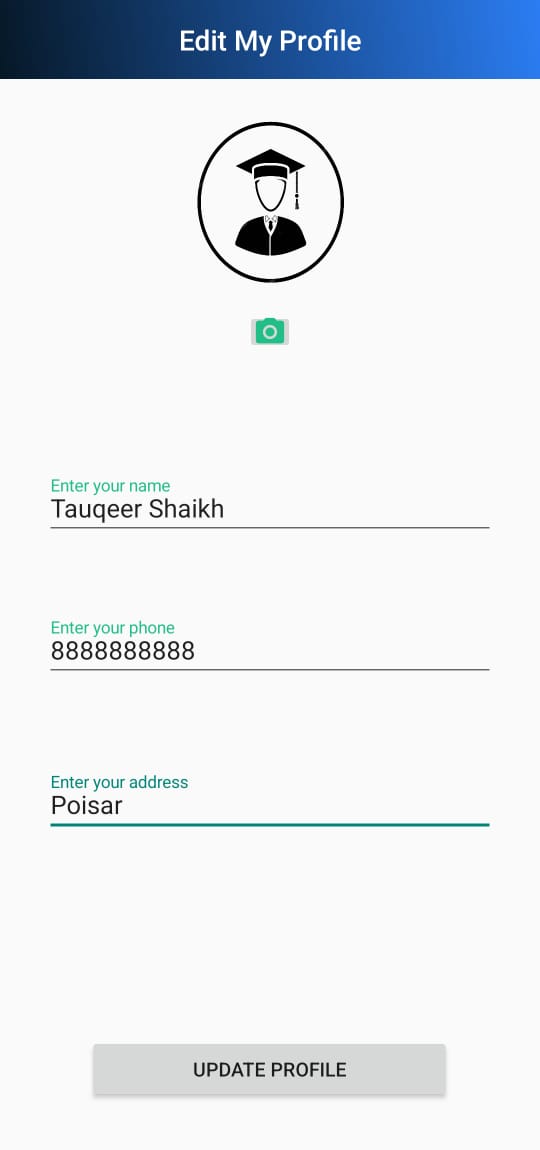 Edit My Profile
Enter your name
Tauqeer Shaikh
Enter your phone
8888888888
Enter your address
Poisar
UPDATE PROFILE